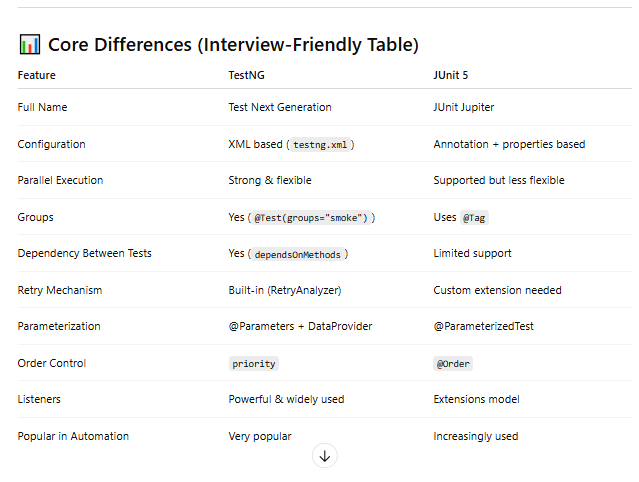 📊 Core Differences (Interview-Friendly Table)
Feature TestNG JUnit 5
Full Name Test Next Generation JUnit Jupiter
Configuration XML based (testng.xml) Annotation + properties based
Parallel Execution Strong & flexible Supported but less flexible
Groups Yes (@Test(groups="smoke")) Uses @Tag
Dependency Between Tests Yes (dependsOnMethods) Limited support
Retry Mechanism Built-in (RetryAnalyzer) Custom extension needed
Parameterization @Parameters + DataProvider @ParameterizedTest
Order Control priority @Order
Listeners Powerful & widely used Extensions model
Popular in Automation Very popular Increasingly used